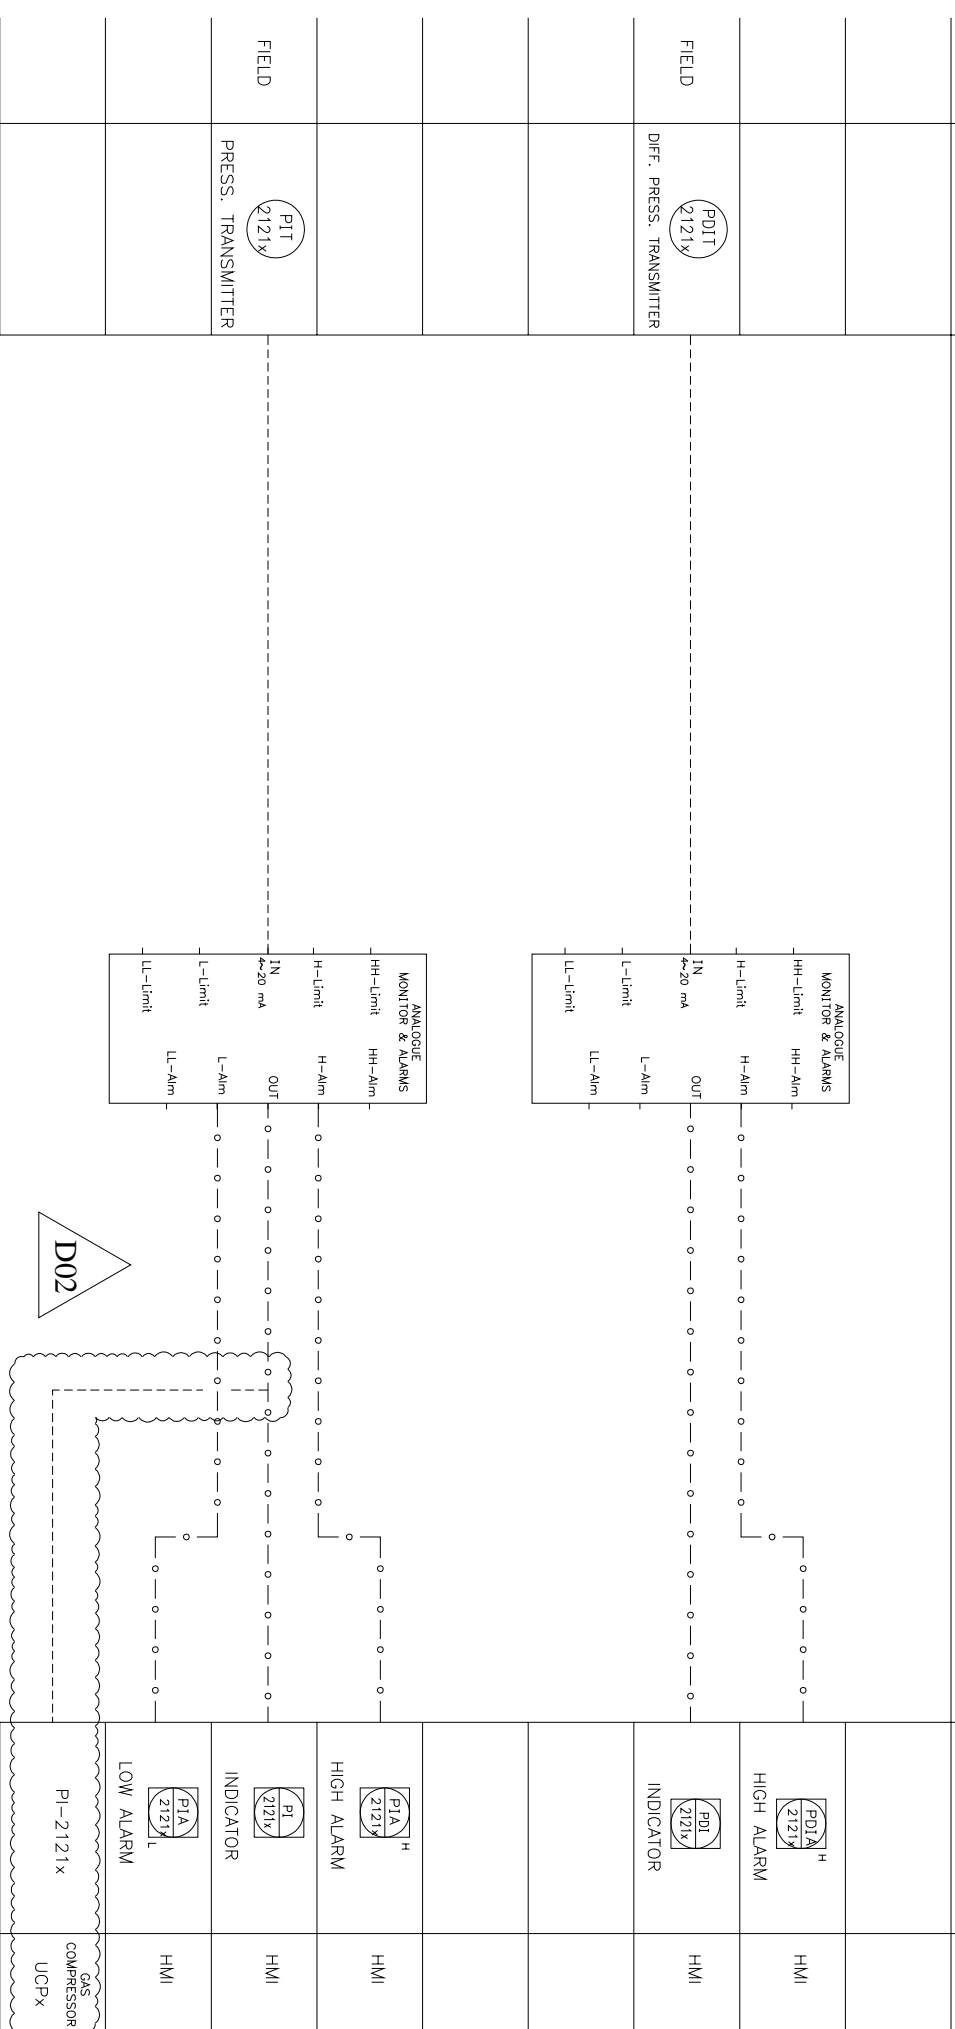 FIELD
DIFF. PRESS. TRANSMITTER
PDIT
2121x
ANALOGUE
MONITOR & ALARMS
HH-Limit
HH-Alm
H-Limit
H-Alm
IN
4~20 mA
OUT
L-Limit
L-Alm
LL-Limit
LL-Alm
PDIA
2121x
H
HIGH ALARM
HMI
PDI
2121x
INDICATOR
HMI
FIELD
PIT
2121x
PRESS. TRANSMITTER
ANALOGUE
MONITOR & ALARMS
HH-Limit
HH-Alm
H-Limit
H-Alm
IN
4~20 mA
OUT
L-Limit
L-Alm
LL-Limit
LL-Alm
PIA
2121x
H
HIGH ALARM
HMI
PI
2121x
INDICATOR
HMI
PIA
2121x
L
LOW ALARM
HMI
D02
PI-2121x
GAS
COMPRESSOR
UCPx